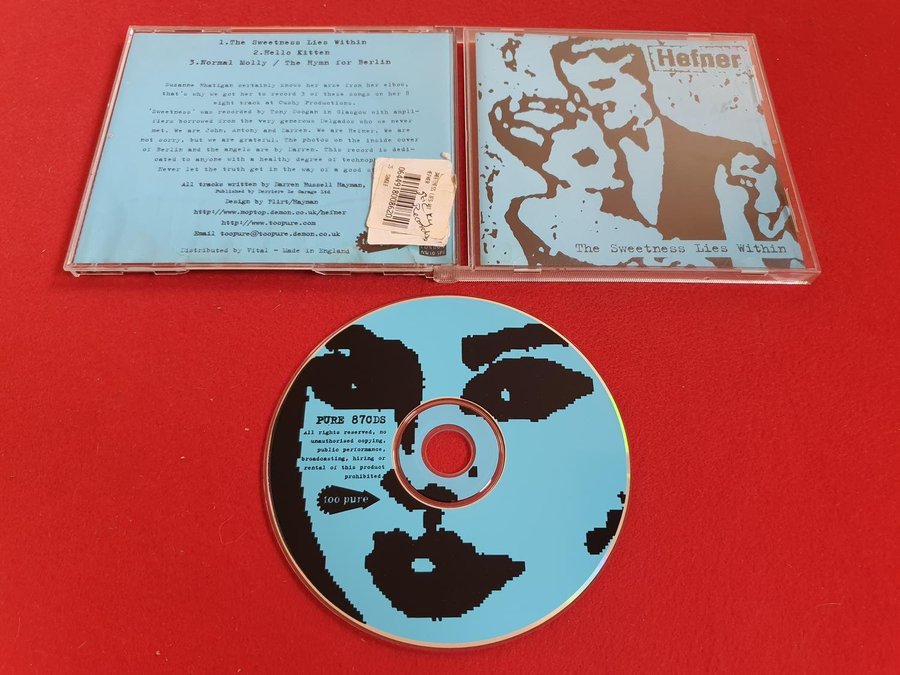 1.The Sweetness Lies Within
2.Hello Kitten
3.Normal Molly / The Hymn for Berlin
Suzanne Rhatigan certainly knows her arse from her elbow,
that's why we got her to record 3 of these songs on her 8
eight track at Cushy Productions.
'Sweetness' was recorded by Tony Doogan in Glasgow with ampli-
fiers borrowed from the very generous Delgados who we never
met. We are John, Antony and Darren. We are Hefner. We are
not sorry, but we are grateful. The photos on the inside cover
of Berlin and the angels are by Darren. This record is dedi-
cated to anyone with a healthy degree of
Never let the truth get in the way of a good
All tracks written by Darren Russell Hayman,
Published by Derriere Le Garage Ltd
Design by Flirt/Hayman
http://www.moptop.demon.co.uk/hefner
http://www.toopure.com
Email toopure@toopure.demon.co.uk
Distributed by Vital - Made in England
Hefner
The Sweetness Lies Within
PURE 87CDS
All rights reserved, no
unauthorised copying,
public performance,
broadcasting, hiring or
rental of this product
prohibited.
too pure